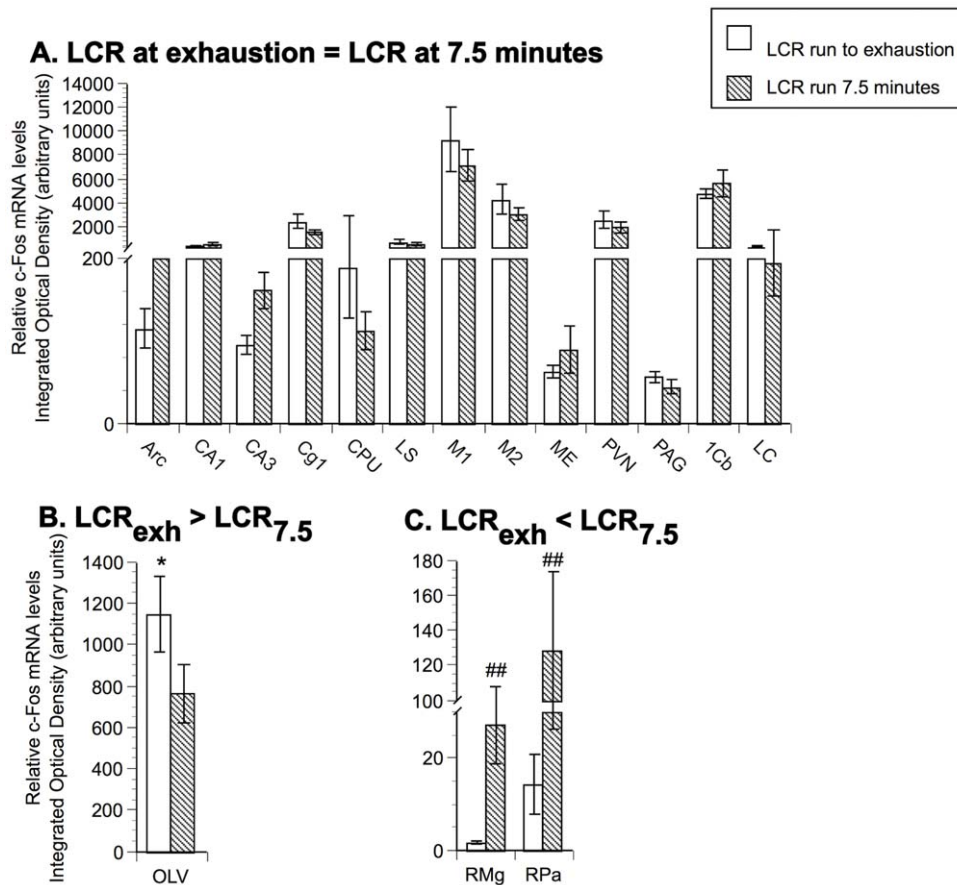 LCR run to exhaustion
LCR run 7.5 minutes
A. LCR at exhaustion = LCR at 7.5 minutes
Relative c-Fos mRNA levels
Integrated Optical Density (arbitrary units)
14000
12000
10000
8000
6000
4000
2000
200
0
Arc CA1 CA3 Cg1 CPU LS M1 M2 ME PVN PAG 1Cb LC
B. LCRexh > LCR7.5
Relative c-Fos mRNA levels
Integrated Optical Density (arbitrary units)
1400
1200
1000
800
600
400
200
0
*
OLV
C. LCRexh < LCR7.5
180
160
140
120
100
20
0
##
##
RMg RPa